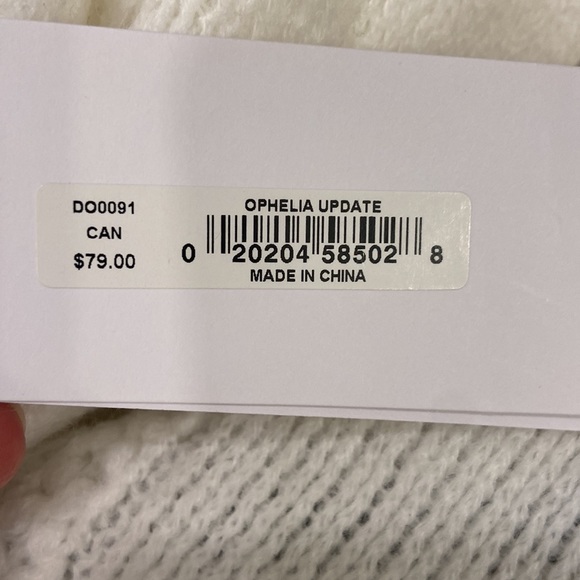 DO0091
CAN
$79.00
OPHELIA UPDATE
0 20204 58502 8
MADE IN CHINA